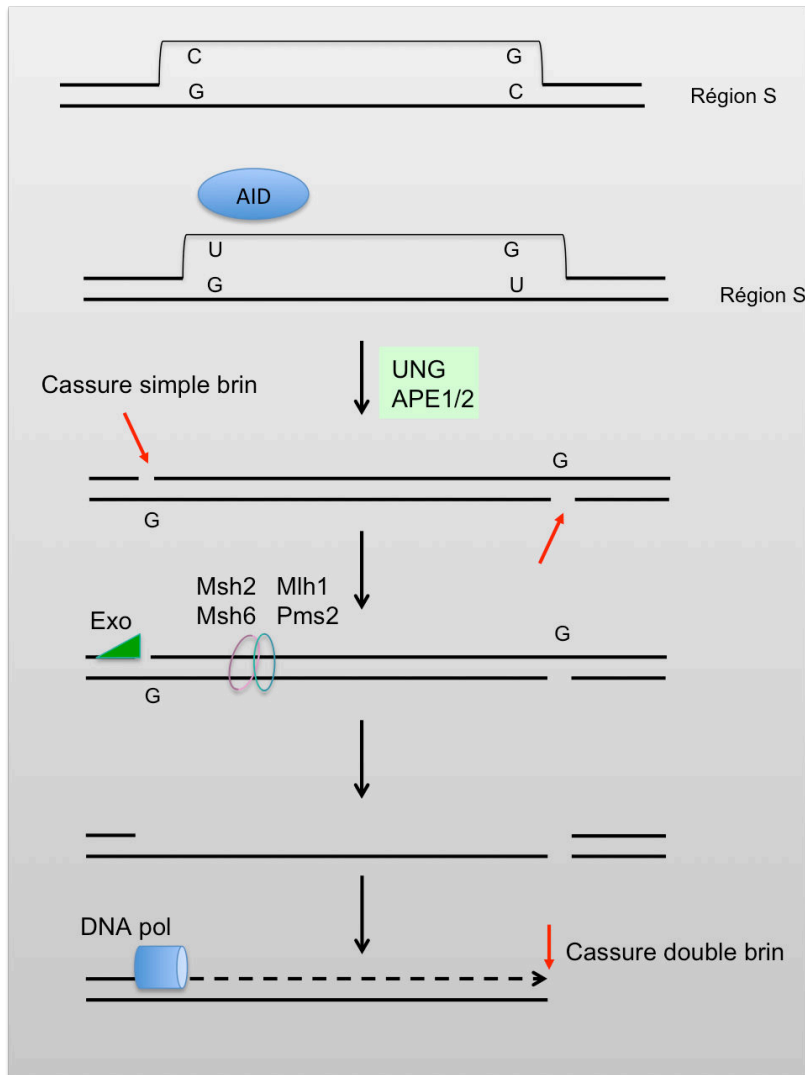 C G
G C
Région S
AID
U G
G U
Région S
UNG
APE1/2
Cassure simple brin
G
G
Msh2 Mlh1
Msh6 Pms2
Exo
G
G
DNA pol
Cassure double brin